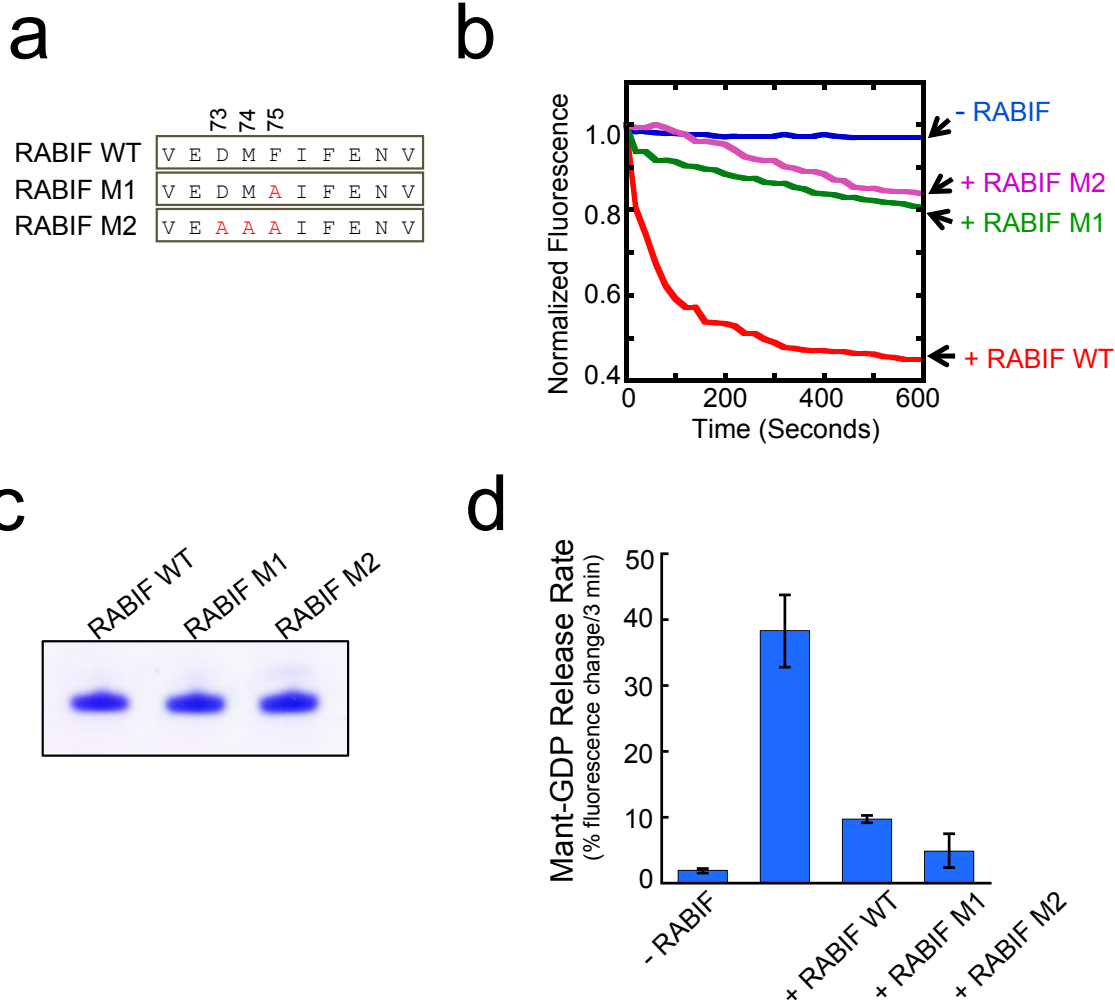 a
73 74 75
RABIF WT V E D M F I F E N V
RABIF M1 V E D M A I F E N V
RABIF M2 V E A A A I F E N V
b
Normalized Fluorescence
1.0
0.8
0.6
0.4
0 200 400 600
Time (Seconds)
- RABIF
+ RABIF M2
+ RABIF M1
+ RABIF WT
c
RABIF WT RABIF M1 RABIF M2
d
Mant-GDP Release Rate
(% fluorescence change/3 min)
50
40
30
20
10
0
- RABIF + RABIF WT + RABIF M1 + RABIF M2